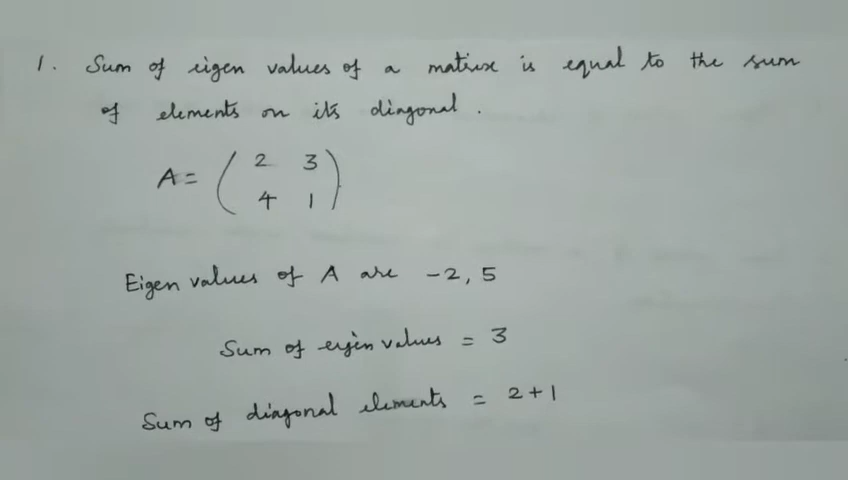 1. Sum of eigen values of a matrix is equal to the sum
of elements on its diagonal.
A = ( 2 3
4 1 )
Eigen values of A are -2, 5
Sum of eigen values = 3
Sum of diagonal elements = 2 + 1